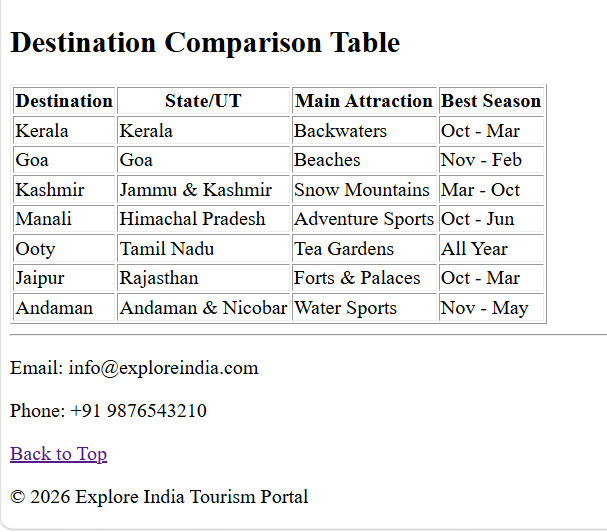 Destination Comparison Table
Destination State/UT Main Attraction Best Season
Kerala Kerala Backwaters Oct - Mar
Goa Goa Beaches Nov - Feb
Kashmir Jammu & Kashmir Snow Mountains Mar - Oct
Manali Himachal Pradesh Adventure Sports Oct - Jun
Ooty Tamil Nadu Tea Gardens All Year
Jaipur Rajasthan Forts & Palaces Oct - Mar
Andaman Andaman & Nicobar Water Sports Nov - May
Email: info@exploreindia.com
Phone: +91 9876543210
Back to Top
© 2026 Explore India Tourism Portal